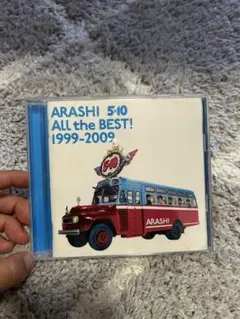 ARASHI 5×10
All the BEST!
1999-2009
ARASHI